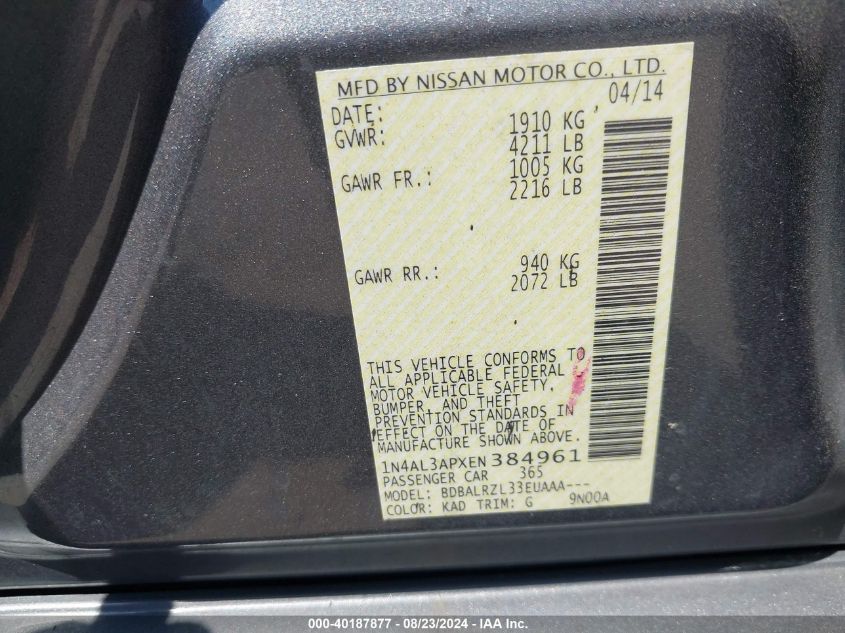 MFD BY NISSAN MOTOR CO., LTD.
DATE: , 04/14
GVWR: 1910 KG
4211 LB
GAWR FR.: 1005 KG
2216 LB
GAWR RR.: 940 KG
2072 LB
THIS VEHICLE CONFORMS TO
ALL APPLICABLE FEDERAL
MOTOR VEHICLE SAFETY,
BUMPER, AND THEFT
PREVENTION STANDARDS IN
EFFECT ON THE DATE OF
MANUFACTURE SHOWN ABOVE.
1N4AL3APXEN384961
PASSENGER CAR 365
MODEL: BDBALRZL33EUAAA---
COLOR: KAD TRIM: G 9N00A
000-40187877 - 08/23/2024 - IAA Inc.